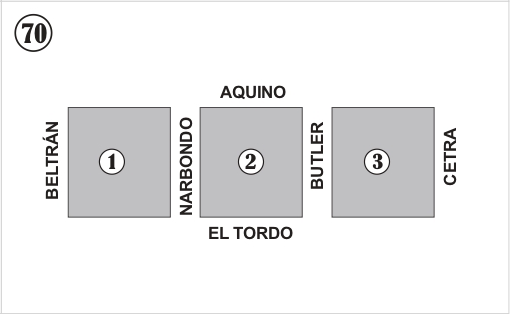 70
AQUINO
BELTRÁN
1
NARBONDO
2
BUTLER
3
CETRA
EL TORDO